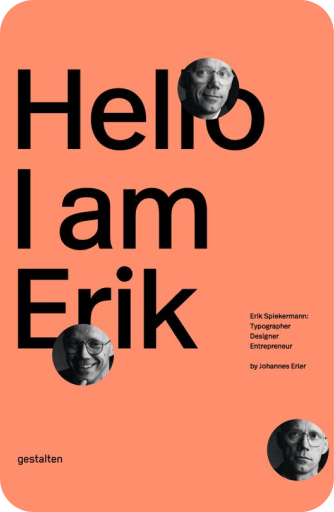 Hello
I am
Erik
Erik Spiekermann:
Typographer
Designer
Entrepreneur
by Johannes Erler
gestalten